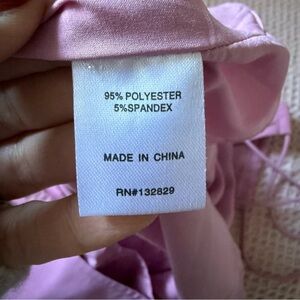 95% POLYESTER
5%SPANDEX
MADE IN CHINA
RN#132829